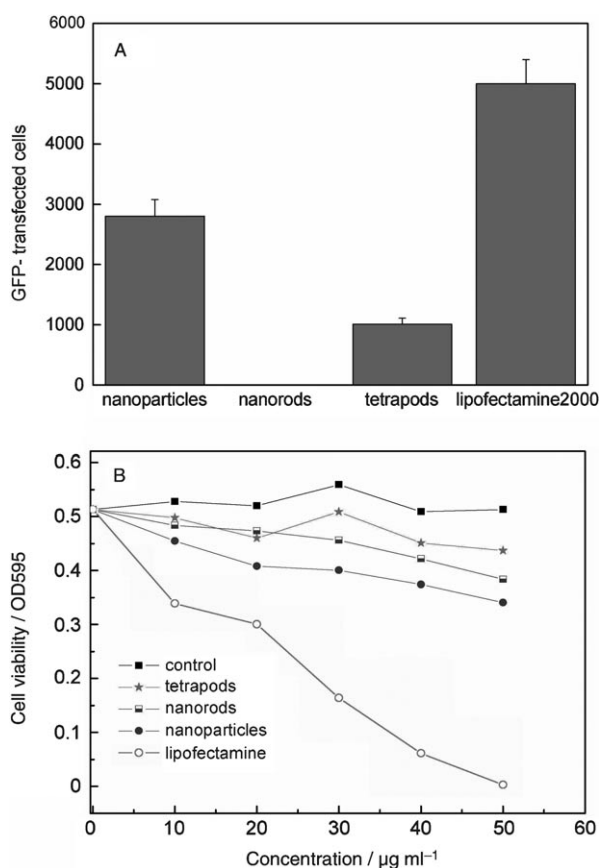 A
6000
5000
4000
3000
2000
1000
0
GFP- transfected cells
nanoparticles nanorods tetrapods lipofectamine2000
B
0.6
0.5
0.4
0.3
0.2
0.1
0
Cell viability / OD595
control
tetrapods
nanorods
nanoparticles
lipofectamine
0 10 20 30 40 50 60
Concentration / µg ml⁻¹